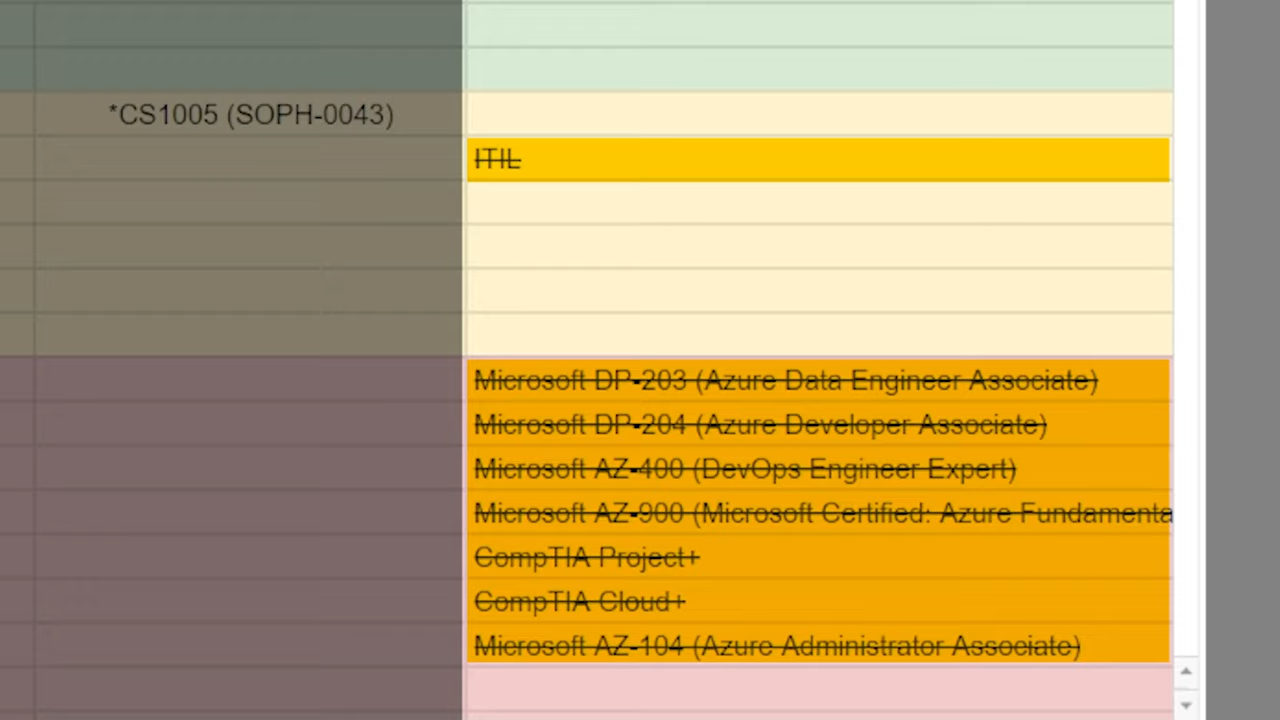 *CS1005 (SOPH-0043)
ITIL
Microsoft DP-203 (Azure Data Engineer Associate)
Microsoft DP-204 (Azure Developer Associate)
Microsoft AZ-400 (DevOps Engineer Expert)
Microsoft AZ-900 (Microsoft Certified: Azure Fundamenta
CompTIA Project+
CompTIA Cloud+
Microsoft AZ-104 (Azure Administrator Associate)